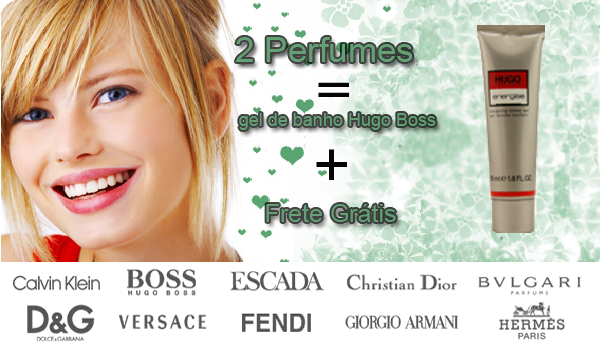 2 Perfumes
=
gel de banho Hugo Boss
+
Frete Grátis
HUGO
energise
Calvin Klein
BOSS
HUGO BOSS
ESCADA
Christian Dior
BVLGARI
PARFUMS
D&G
DOLCE&GABBANA
VERSACE
FENDI
GIORGIO ARMANI
HERMÈS
PARIS